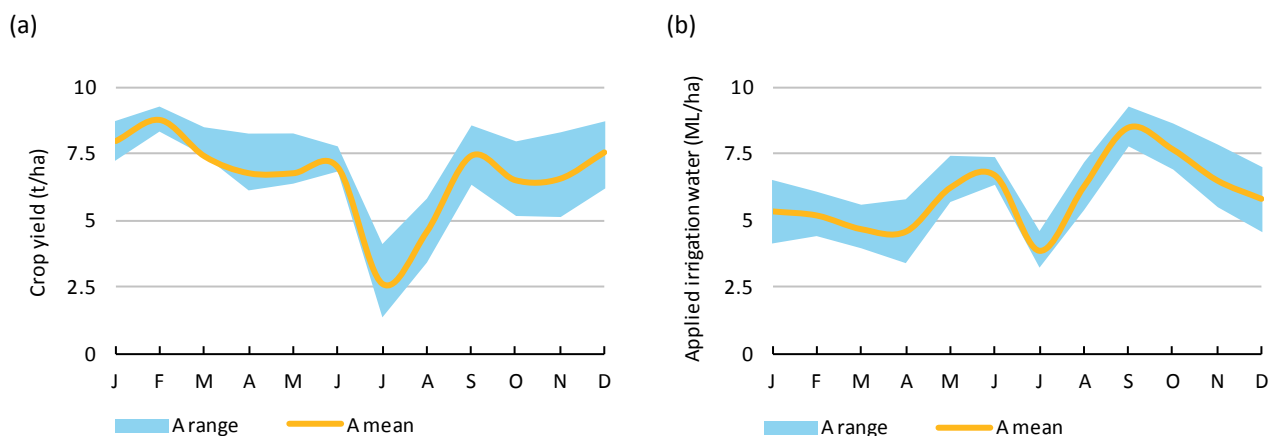 (a)
Crop yield (t/ha)
10
7.5
5
2.5
0
J F M A M J J A S O N D
A range A mean
(b)
Applied irrigation water (ML/ha)
10
7.5
5
2.5
0
J F M A M J J A S O N D
A range A mean